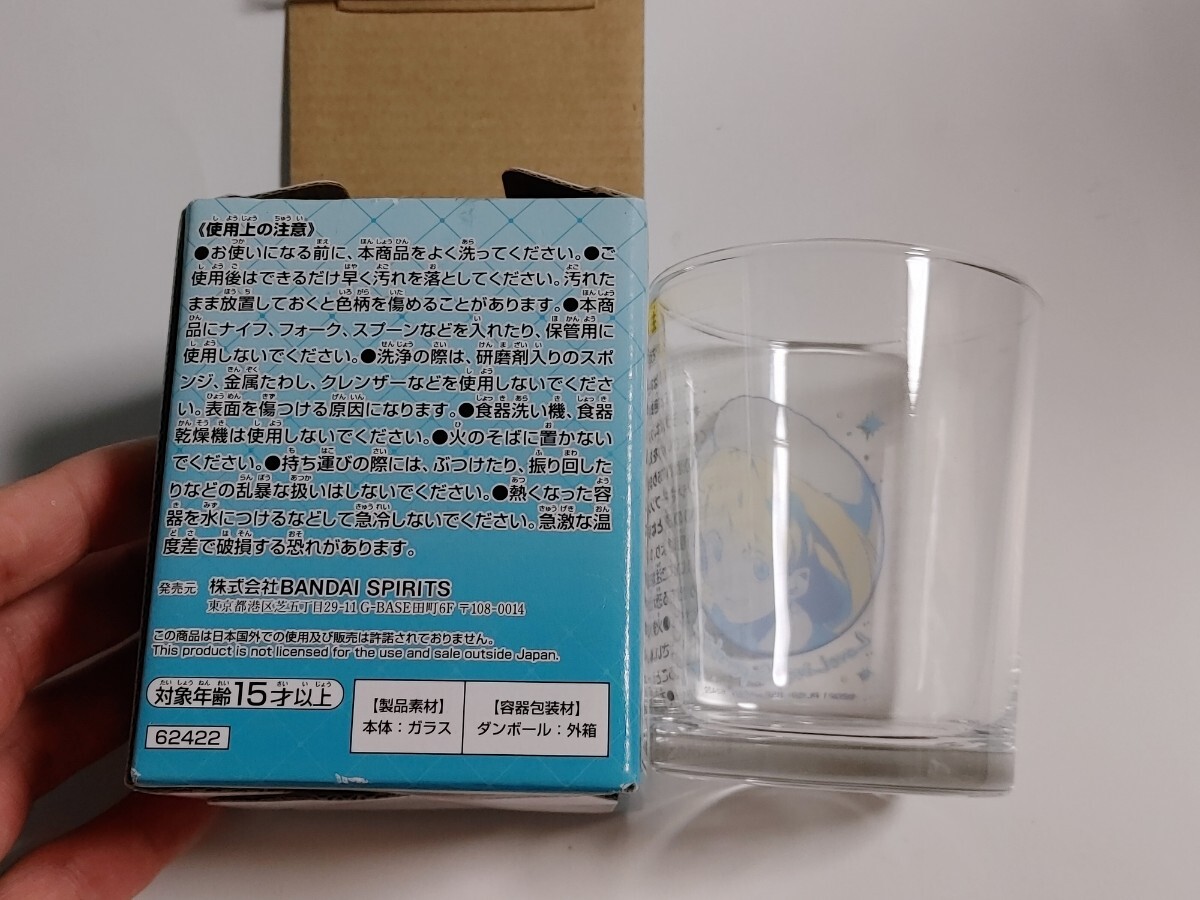 《使用上の注意》
●お使いになる前に、本商品をよく洗ってください。●ご
使用後はできるだけ早く汚れを落としてください。汚れた
まま放置しておくと色柄を傷めることがあります。●本商
品にナイフ、フォーク、スプーンなどを入れたり、保管用に
使用しないでください。●洗浄の際は、研磨剤入りのスポ
ンジ、金属たわし、クレンザーなどを使用しないでくださ
い。表面を傷つける原因になります。●食器洗い機、食器
乾燥機は使用しないでください。●火のそばに置かない
でください。●持ち運びの際には、ぶつけたり、振り回した
りなどの乱暴な扱いはしないでください。●熱くなった容
器を水につけるなどして急冷しないでください。急激な温
度差で破損する恐れがあります。
発売元 株式会社BANDAI SPIRITS
東京都港区芝五丁目29-11 G-BASE田町6F 〒108-0014
この商品は日本国外での使用及び販売は許諾されておりません。
This product is not licensed for the use and sale outside Japan.
対象年齢15才以上
【製品素材】
本体：ガラス
【容器包装材】
ダンボール：外箱
62422